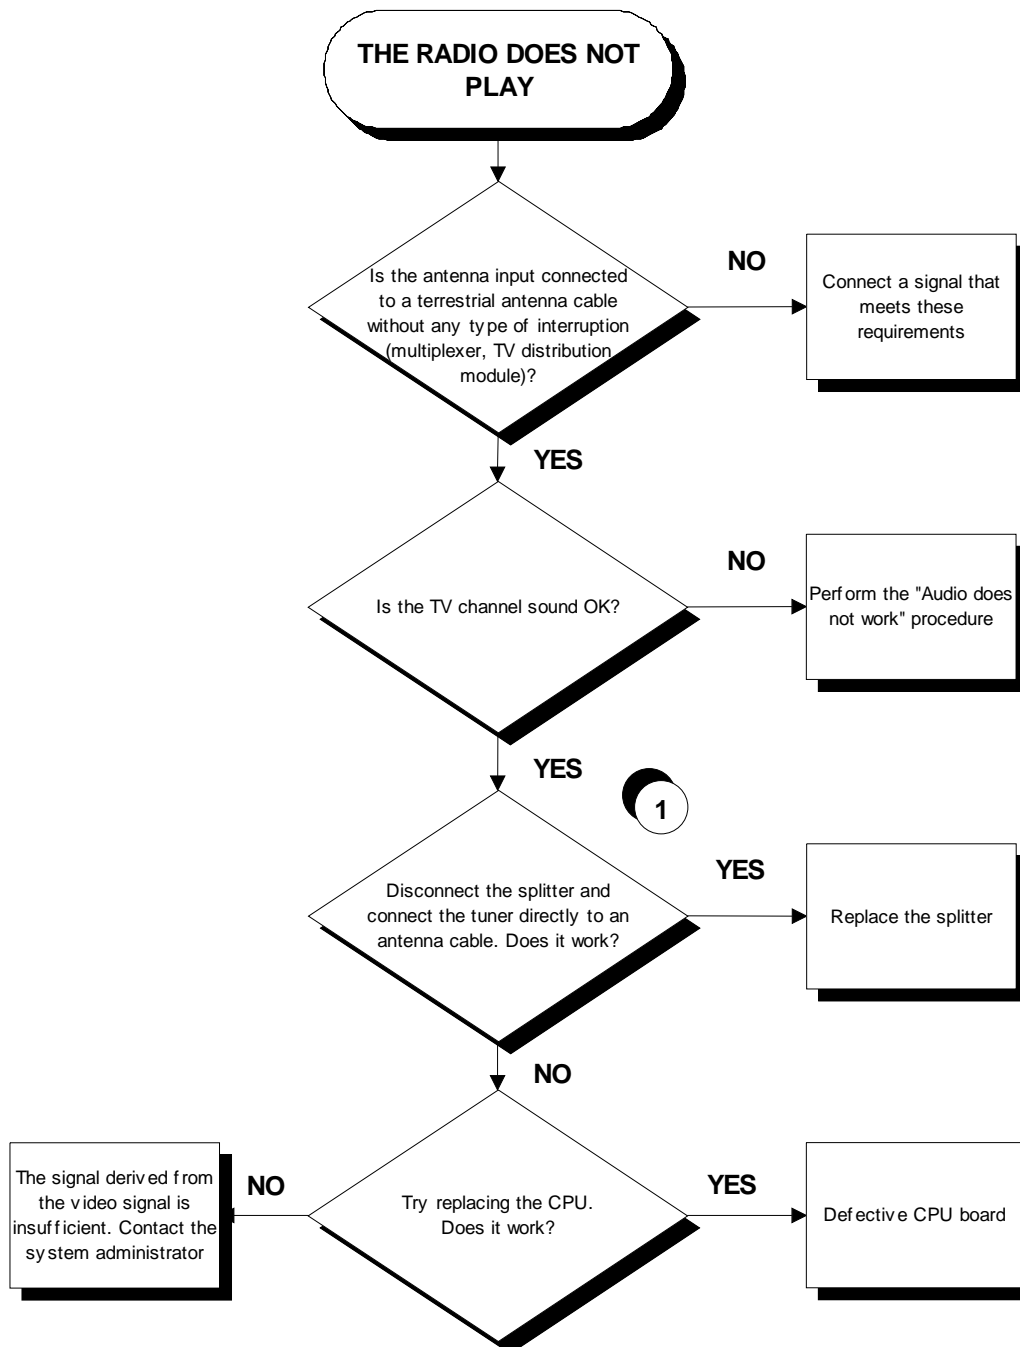 THE RADIO DOES NOT
PLAY
Is the antenna input connected
to a terrestrial antenna cable
without any type of interruption
(multiplexer, TV distribution
module)?
NO
Connect a signal that
meets these
requirements
YES
Is the TV channel sound OK?
NO
Perform the "Audio does
not work" procedure
YES
1
Disconnect the splitter and
connect the tuner directly to an
antenna cable. Does it work?
YES
Replace the splitter
NO
The signal derived from
the video signal is
insufficient. Contact the
system administrator
NO
Try replacing the CPU.
Does it work?
YES
Defective CPU board